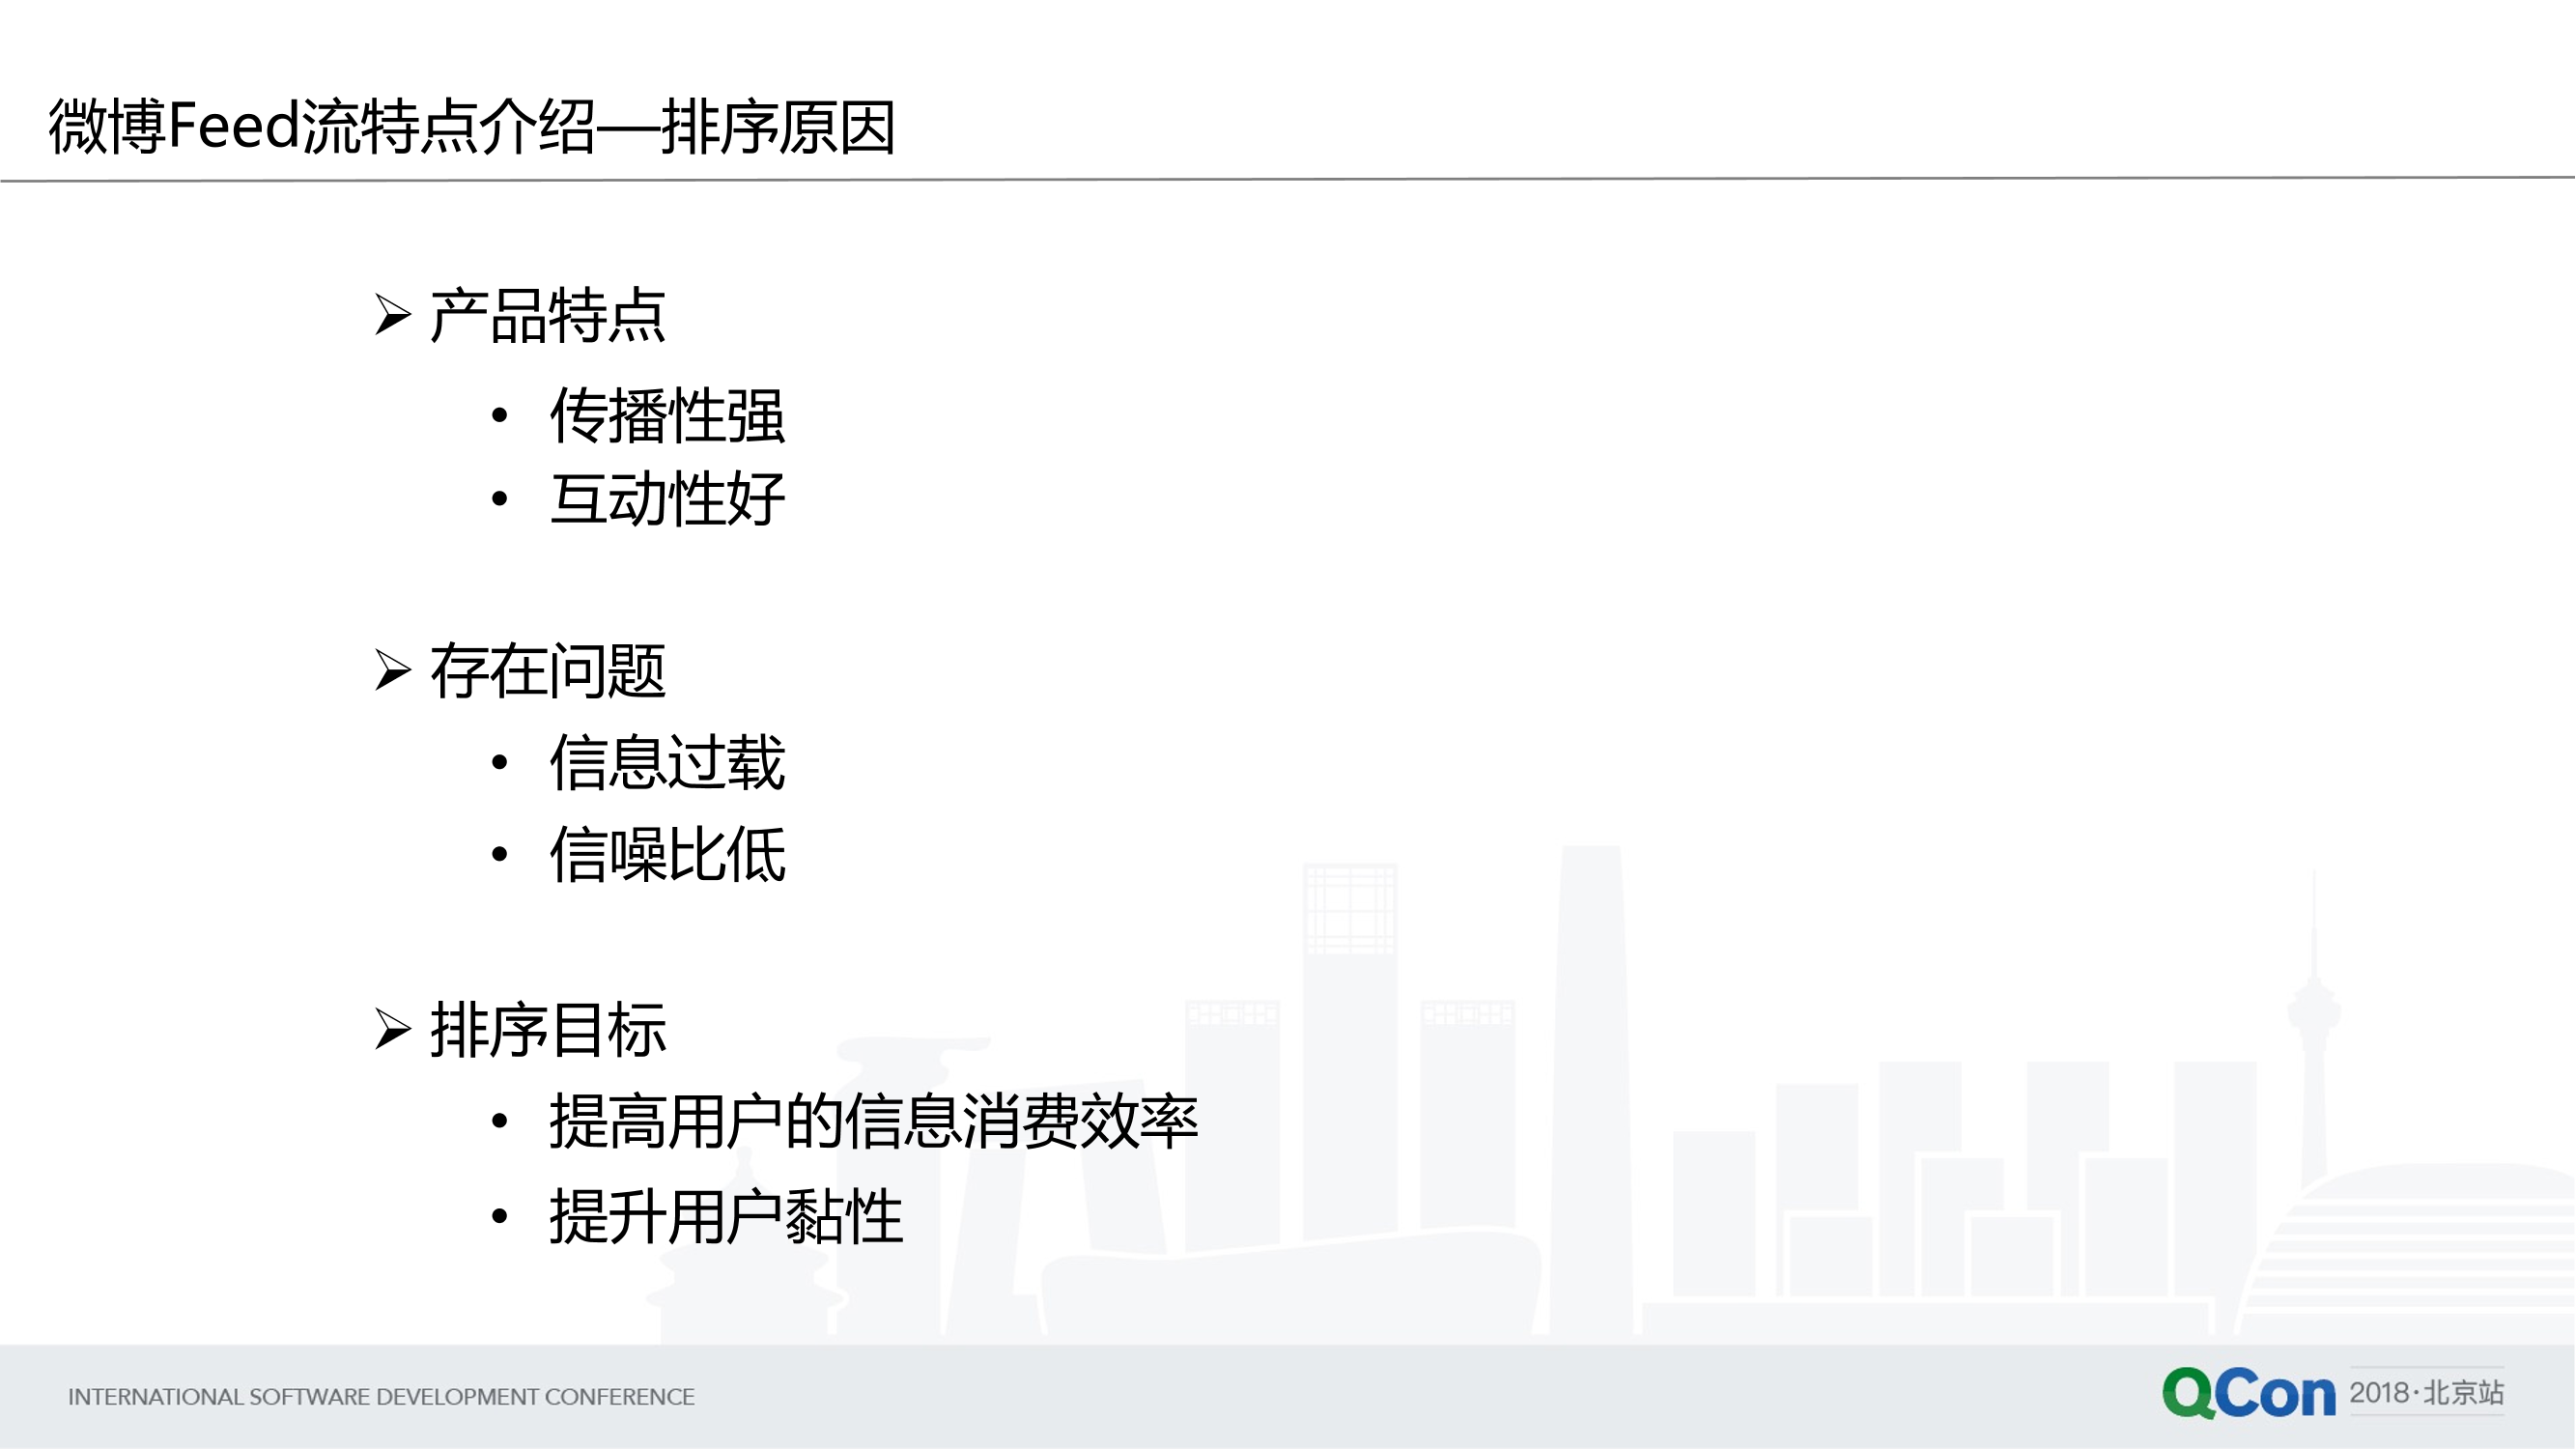 微博Feed流特点介绍—排序原因
➢ 产品特点
• 传播性强
• 互动性好
➢ 存在问题
• 信息过载
• 信噪比低
➢ 排序目标
• 提高用户的信息消费效率
• 提升用户黏性
INTERNATIONAL SOFTWARE DEVELOPMENT CONFERENCE
QCon 2018·北京站